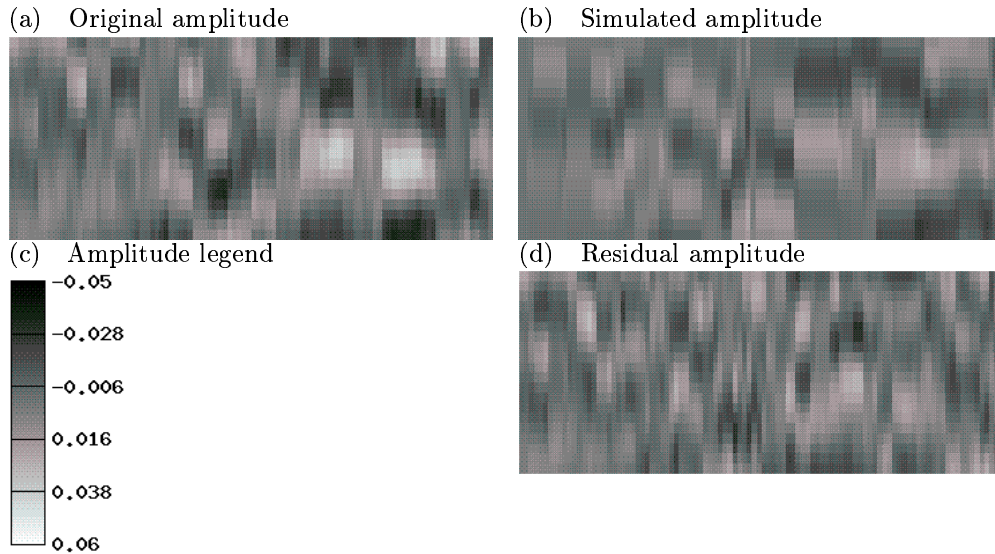 (a) Original amplitude
(b) Simulated amplitude
(c) Amplitude legend
-0.05
-0.028
-0.006
0.016
0.038
0.06
(d) Residual amplitude